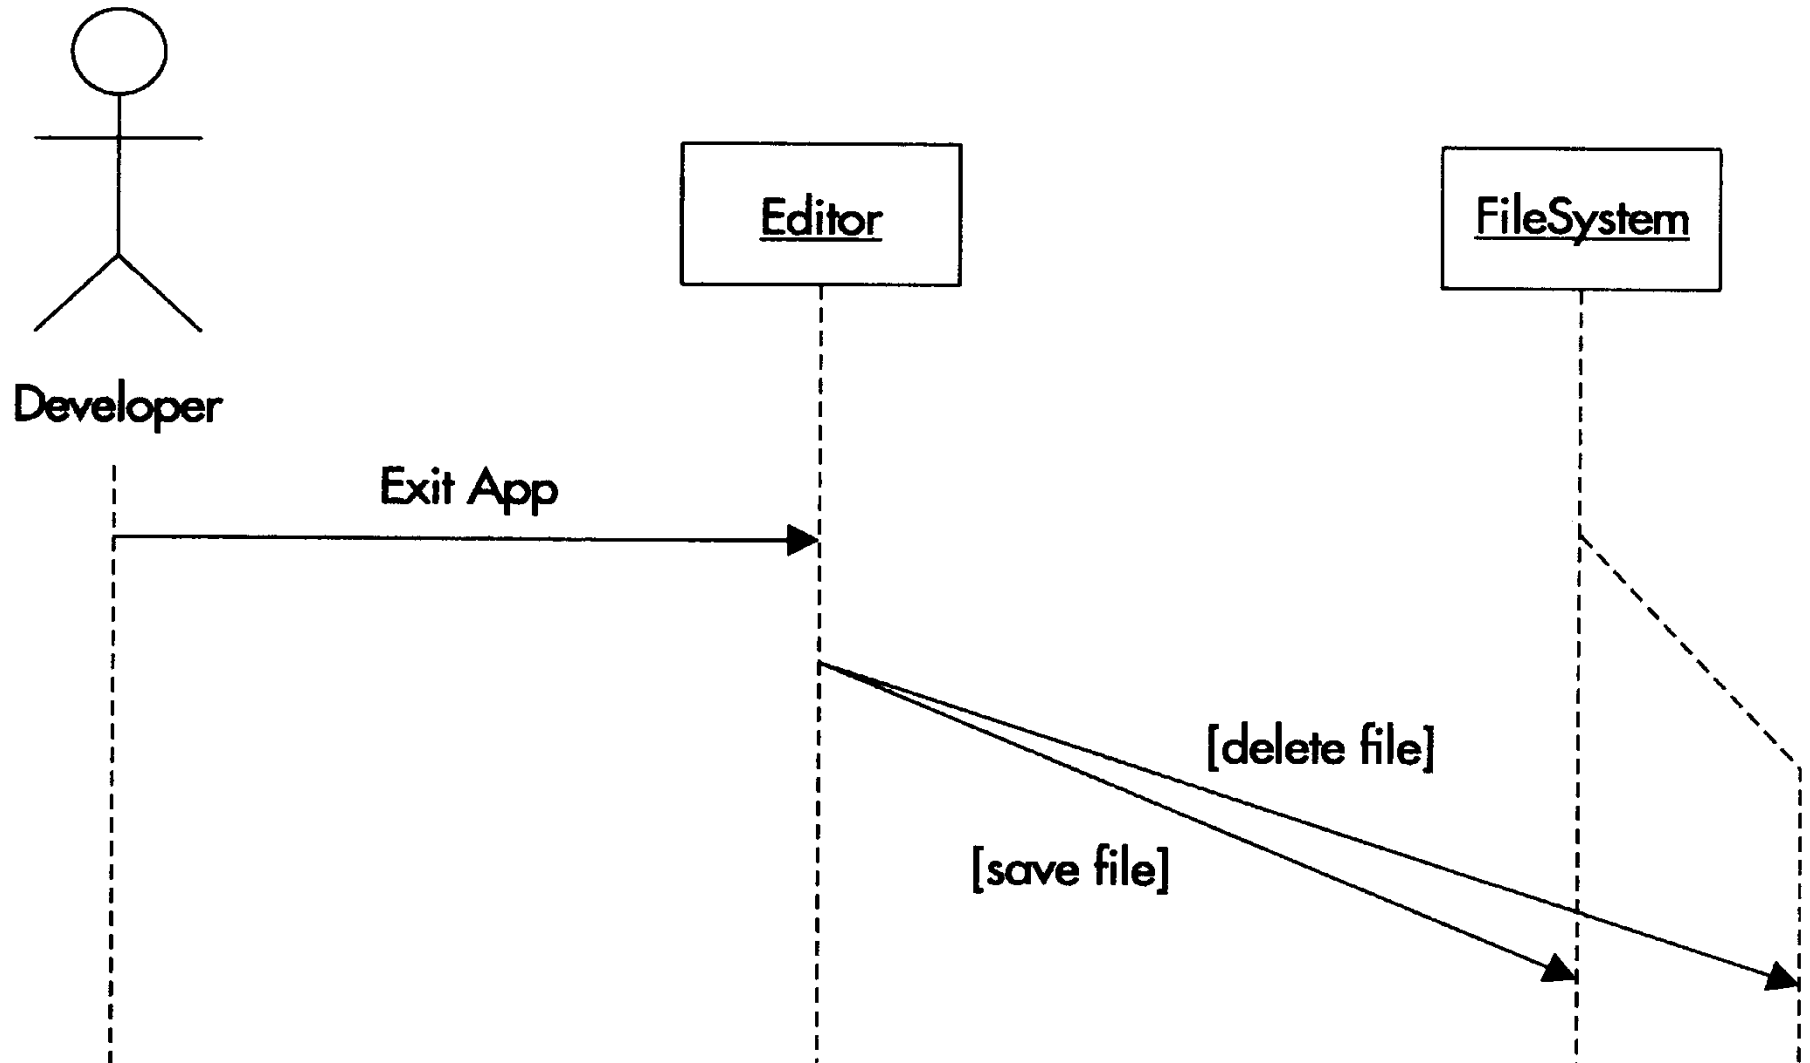 Editor
FileSystem
Developer
Exit App
[delete file]
[save file]